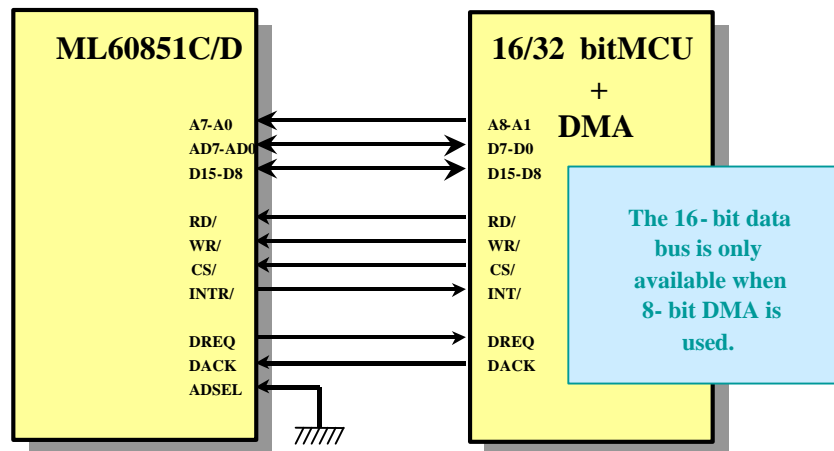 ML60851C/D
A7-A0
AD7-AD0
D15-D8
RD/
WR/
CS/
INTR/
DREQ
DACK
ADSEL
16/32 bitMCU
+
DMA
A8-A1
D7-D0
D15-D8
RD/
WR/
CS/
INT/
DREQ
DACK
The 16-bit data
bus is only
available when
8- bit DMA is
used.